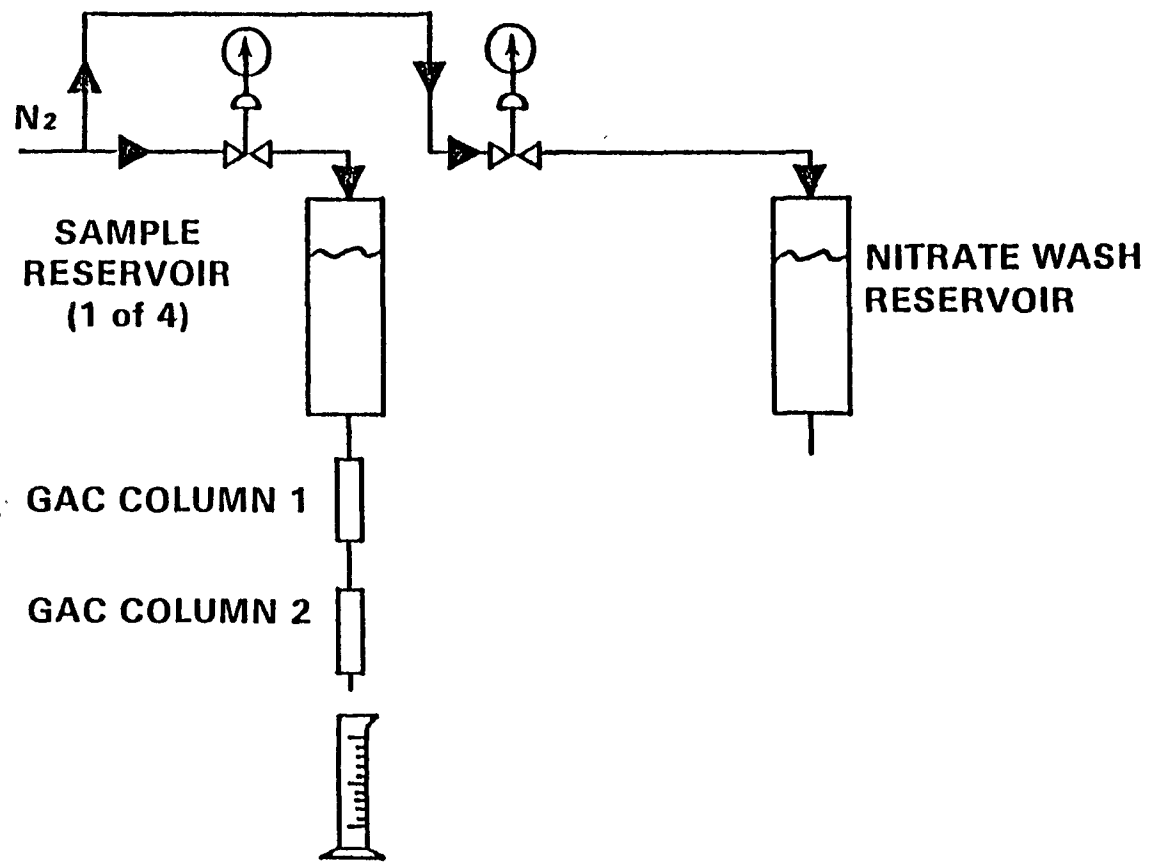 N2
SAMPLE
RESERVOIR
(1 of 4)
NITRATE WASH
RESERVOIR
GAC COLUMN 1
GAC COLUMN 2